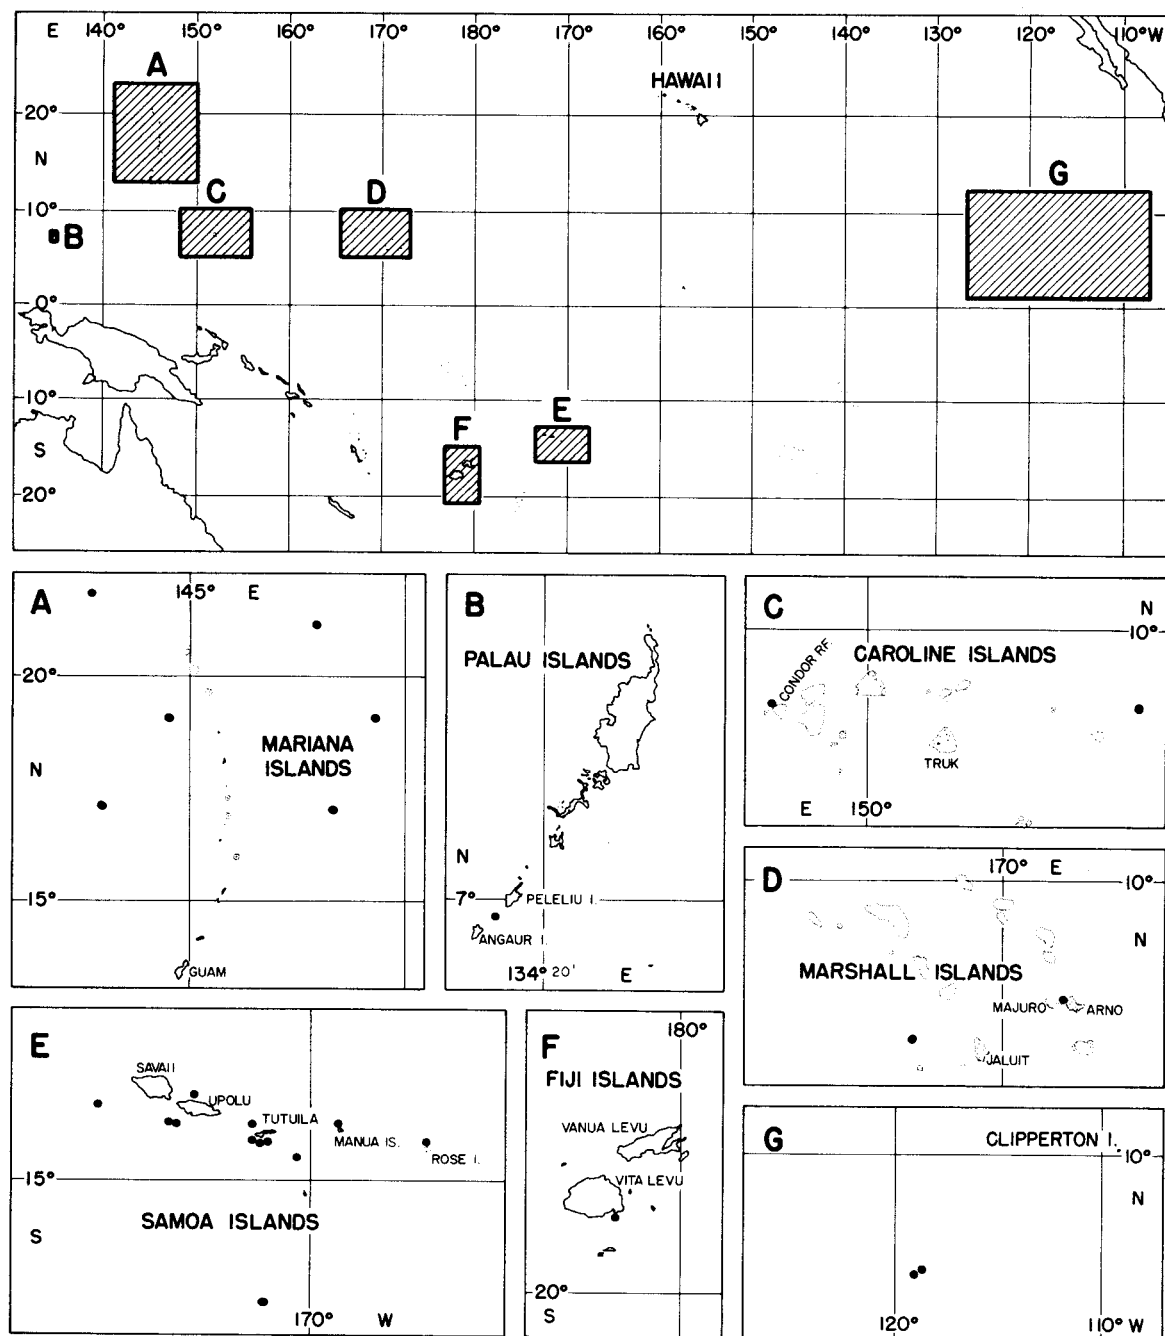 E 140° 150° 160° 170° 180° 170° 160° 150° 140° 130° 120° 110°W
A
HAWAII
20°
N
C
D
G
10°
B
0°
10°
E
F
S
20°
A
145° E
20°
MARIANA
ISLANDS
N
15°
GUAM
B
PALAU ISLANDS
N
7°
PELELIU I.
ANGAUR I.
134° 20' E
C
N
10°
CONDOR RF.
CAROLINE ISLANDS
TRUK
E 150°
D
170° E
10°
N
MARSHALL ISLANDS
MAJURO
ARNO
JALUIT
E
SAVAII
UPOLU
TUTUILA
MANUA IS.
ROSE I.
15°
SAMOA ISLANDS
S
170° W
F
180°
FIJI ISLANDS
VANUA LEVU
VITA LEVU
20°
S
G
CLIPPERTON I.
10°
N
120° 110° W